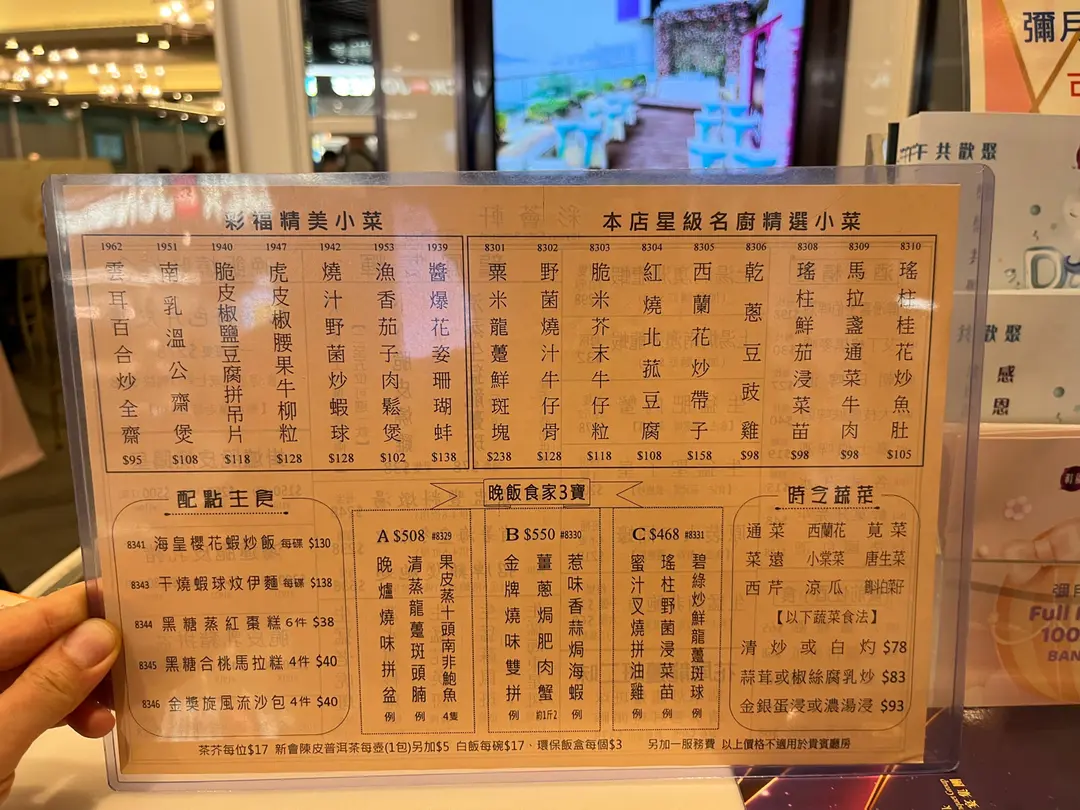 彌月
午共歡聚
共歡聚
感
恩
彌月
Full
100
BAN
彩福精美小菜
1962 雲耳百合炒全齋 $95
1951 南乳溫公齋煲 $108
1940 脆皮椒鹽豆腐拼吊片 $118
1947 虎皮椒腰果牛柳粒 $128
1942 燒汁野菌炒蝦球 $128
1953 漁香茄子肉鬆煲 $102
1939 醬爆花姿珊瑚蚌 $138
本店星級名廚精選小菜
8301 粟米龍躉鮮斑塊 $238
8302 野菌燒汁牛仔骨 $128
8303 脆米芥末牛仔粒 $118
8304 紅燒北菰豆腐 $108
8305 西蘭花炒帶子 $158
8306 乾蔥豆豉雞 $98
8308 瑤柱鮮茄浸菜苗 $98
8309 馬拉盞通菜牛肉 $98
8310 瑤柱桂花炒魚肚 $105
配點主食
8341 海皇櫻花蝦炒飯 每碟 $130
8343 干燒蝦球炆伊麵 每碟 $138
8344 黑糖蒸紅棗糕 6件 $38
8345 黑糖合桃馬拉糕 4件 $40
8346 金獎旋風流沙包 4件 $40
晚飯食家3寶
A $508 #8329
果皮蒸十頭南非鮑魚 4隻
清蒸龍躉斑頭腩 例
晚爐燒味拼盆 例
B $550 #8330
惹味香蒜焗海蝦 例
薑蔥焗肥肉蟹 約1斤2
金牌燒味雙拼 例
C $468 #8331
碧綠炒鮮龍躉斑球 例
瑤柱野菌浸菜苗 例
蜜汁叉燒拼油雞 例
時令蔬菜
通菜 西蘭花 莧菜
菜遠 小棠菜 唐生菜
西芹 涼瓜
【以下蔬菜食法】
清炒或白灼 $78
蒜茸或椒絲腐乳炒 $83
金銀蛋浸或濃湯浸 $93
茶芥每位$17 新會陳皮普洱茶每壺(1包)另加$5 白飯每碗$17．環保飯盒每個$3 另加一服務費 以上價格不適用於貴賓廳房